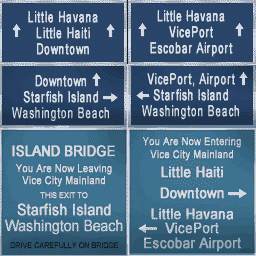 Little Havana
Little Haiti
Downtown
Little Havana
VicePort
Escobar Airport
Downtown
Starfish Island
Washington Beach
VicePort, Airport
Starfish Island
Washington Beach
ISLAND BRIDGE
You Are Now Leaving
Vice City Mainland
THIS EXIT TO
Starfish Island
Washington Beach
DRIVE CAREFULLY ON BRIDGE
You Are Now Entering
Vice City Mainland
Little Haiti
Downtown
Little Havana
VicePort
Escobar Airport